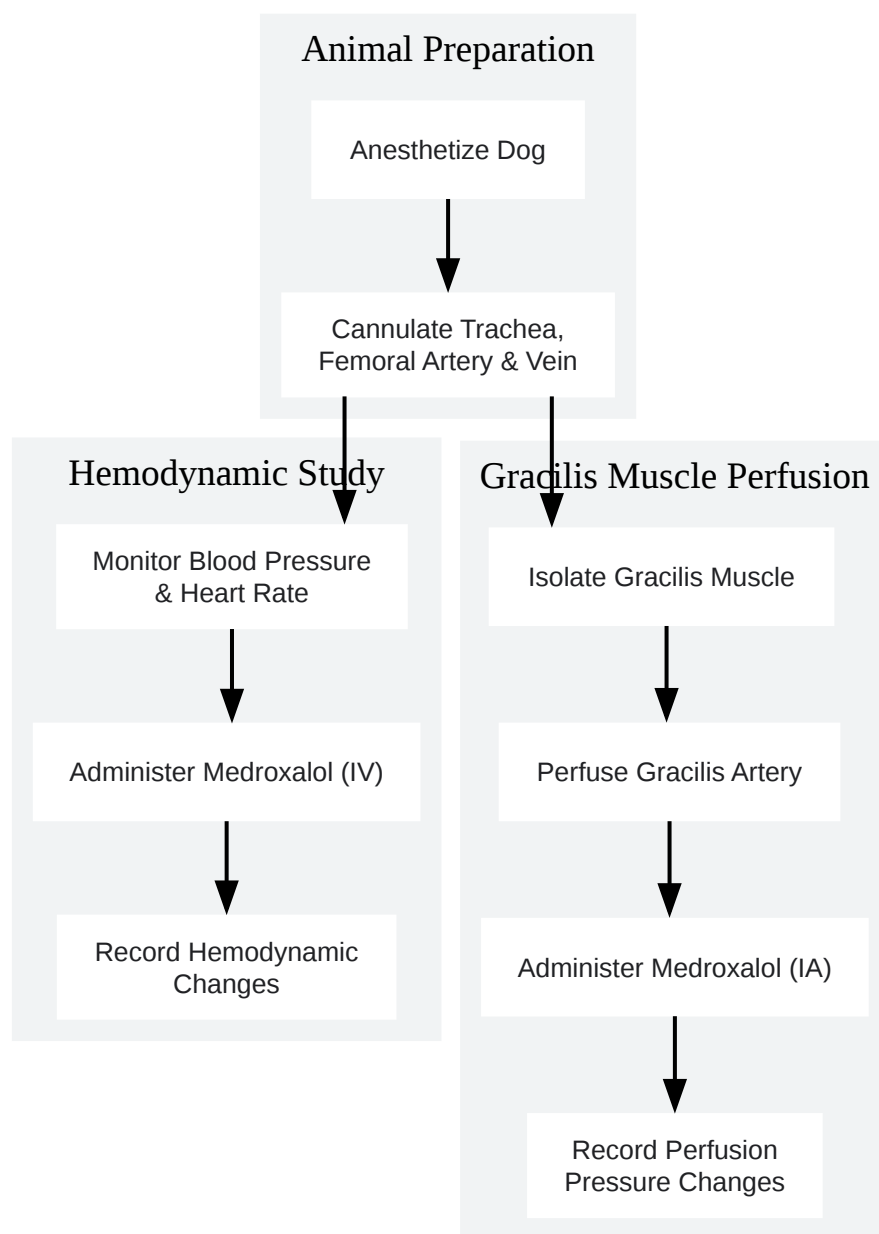 Animal Preparation
Anesthetize Dog
Cannulate Trachea,
Femoral Artery & Vein
Hemodynamic Study
Monitor Blood Pressure
& Heart Rate
Administer Medroxalol (IV)
Record Hemodynamic
Changes
Gracilis Muscle Perfusion
Isolate Gracilis Muscle
Perfuse Gracilis Artery
Administer Medroxalol (IA)
Record Perfusion
Pressure Changes